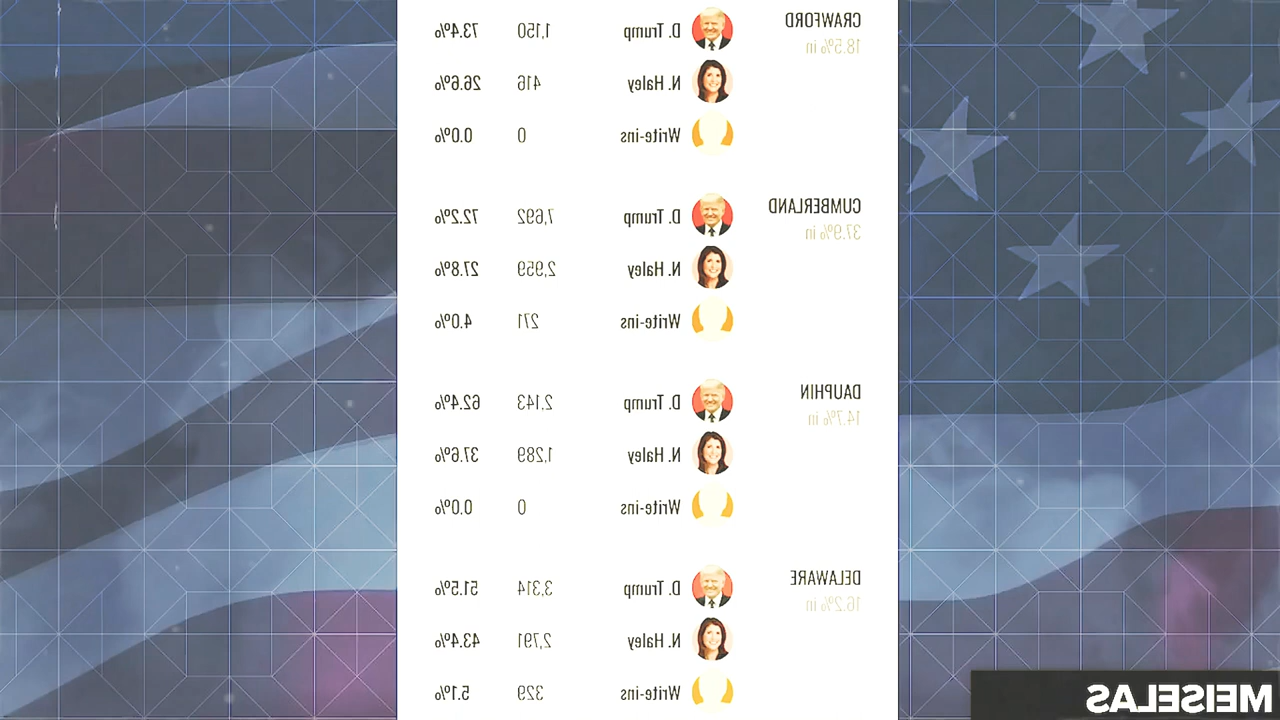 CRAWFORD
18.5% in
D. Trump 1,150 73.4%
N. Haley 416 26.6%
Write-ins 0 0.0%
CUMBERLAND
37.9% in
D. Trump 7,692 72.2%
N. Haley 2,959 27.8%
Write-ins 271 4.0%
DAUPHIN
14.7% in
D. Trump 2,143 62.4%
N. Haley 1,289 37.6%
Write-ins 0 0.0%
DELAWARE
16.2% in
D. Trump 3,314 51.5%
N. Haley 2,791 43.4%
Write-ins 329 5.1%
MEISELAS